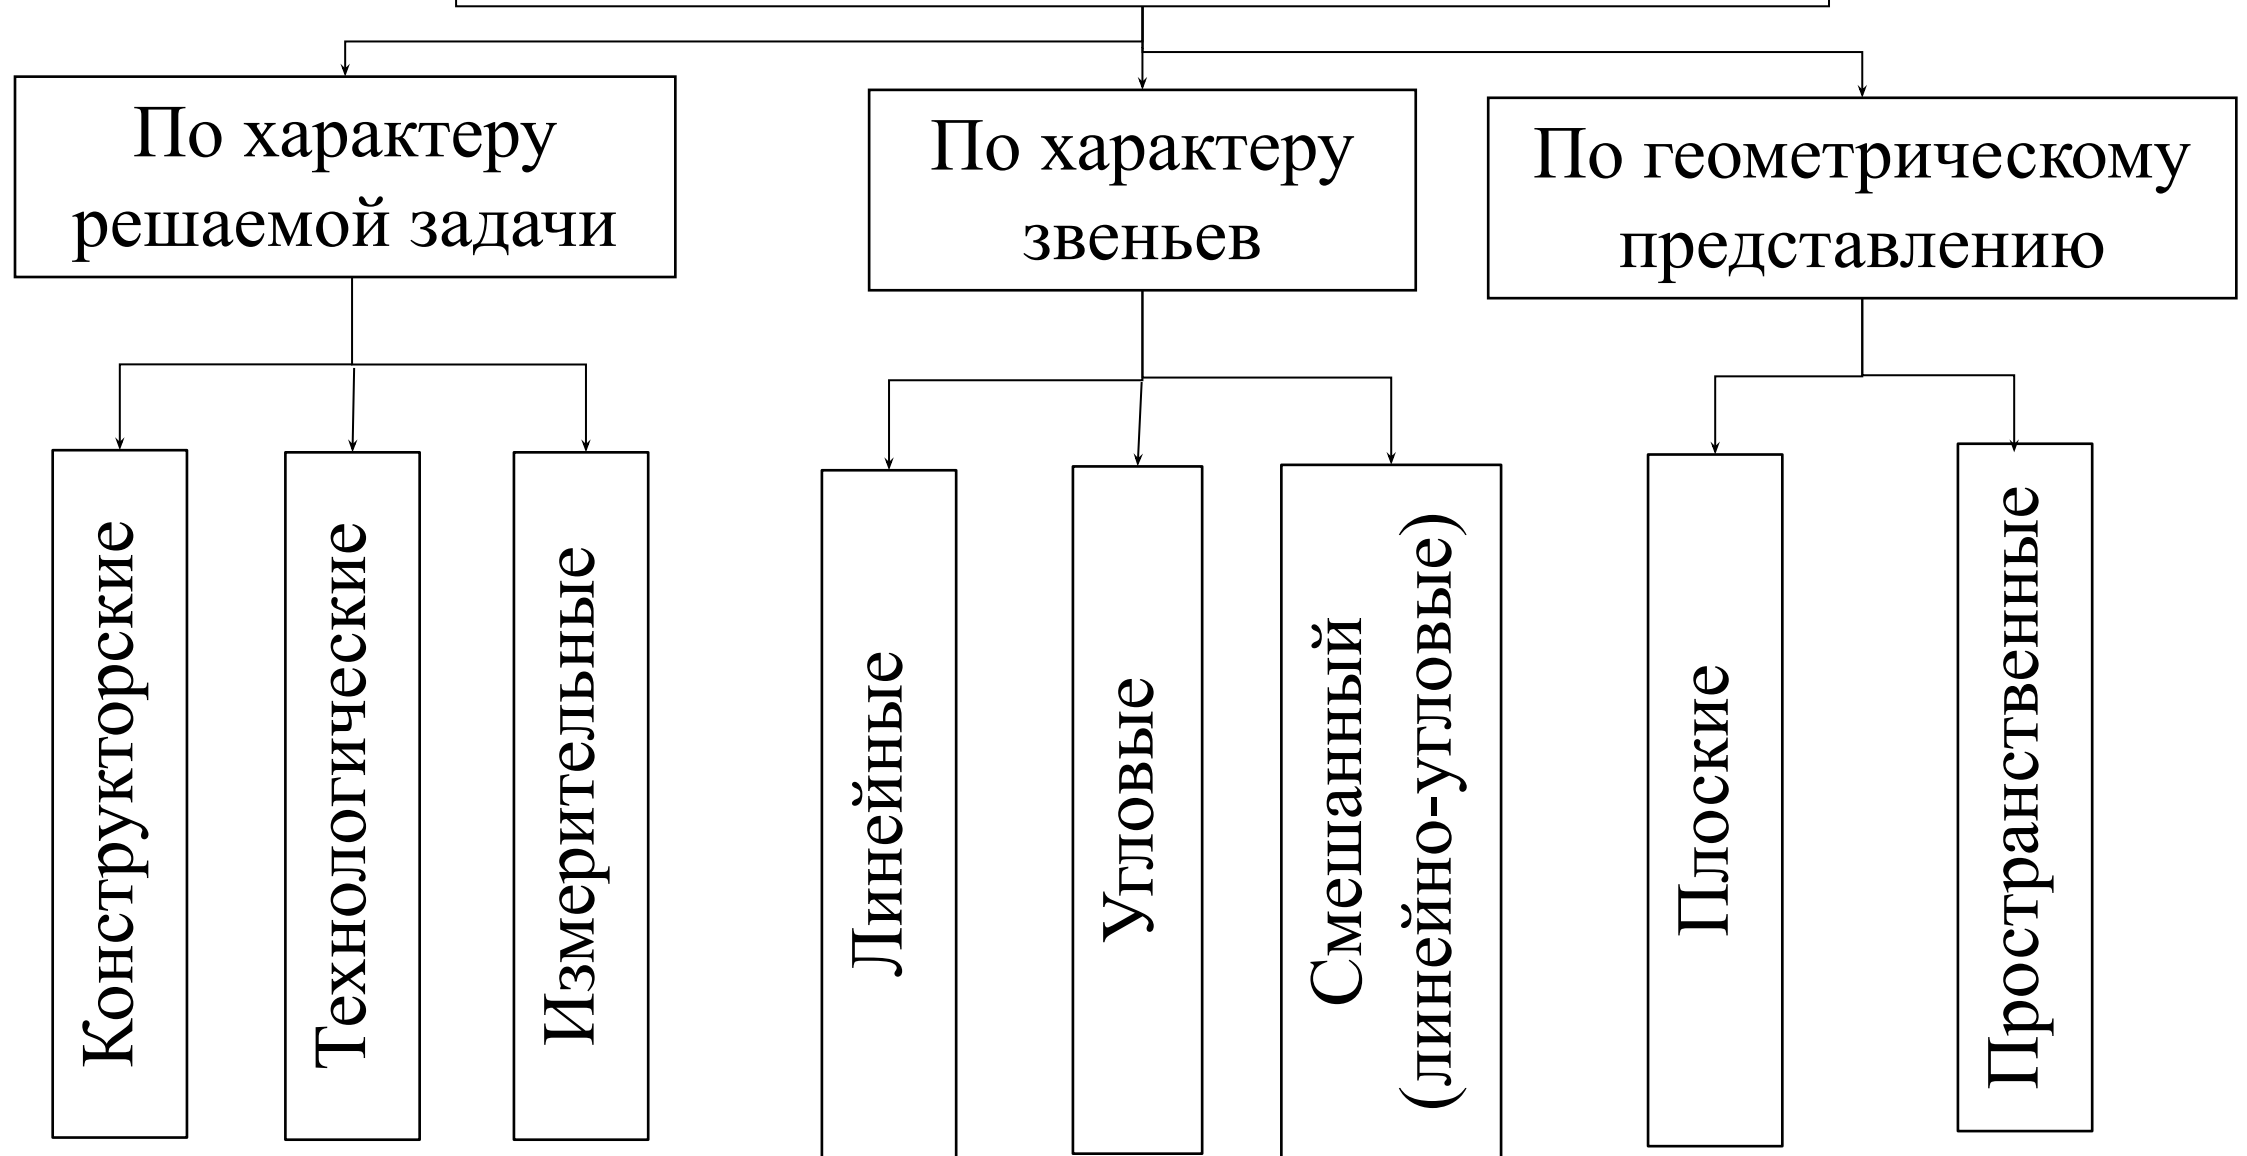 По характеру
решаемой задачи
По характеру
звеньев
По геометрическому
представлению
Конструкторские
Технологические
Измерительные
Линейные
Угловые
Смешанный
(линейно-угловые)
Плоские
Пространственные